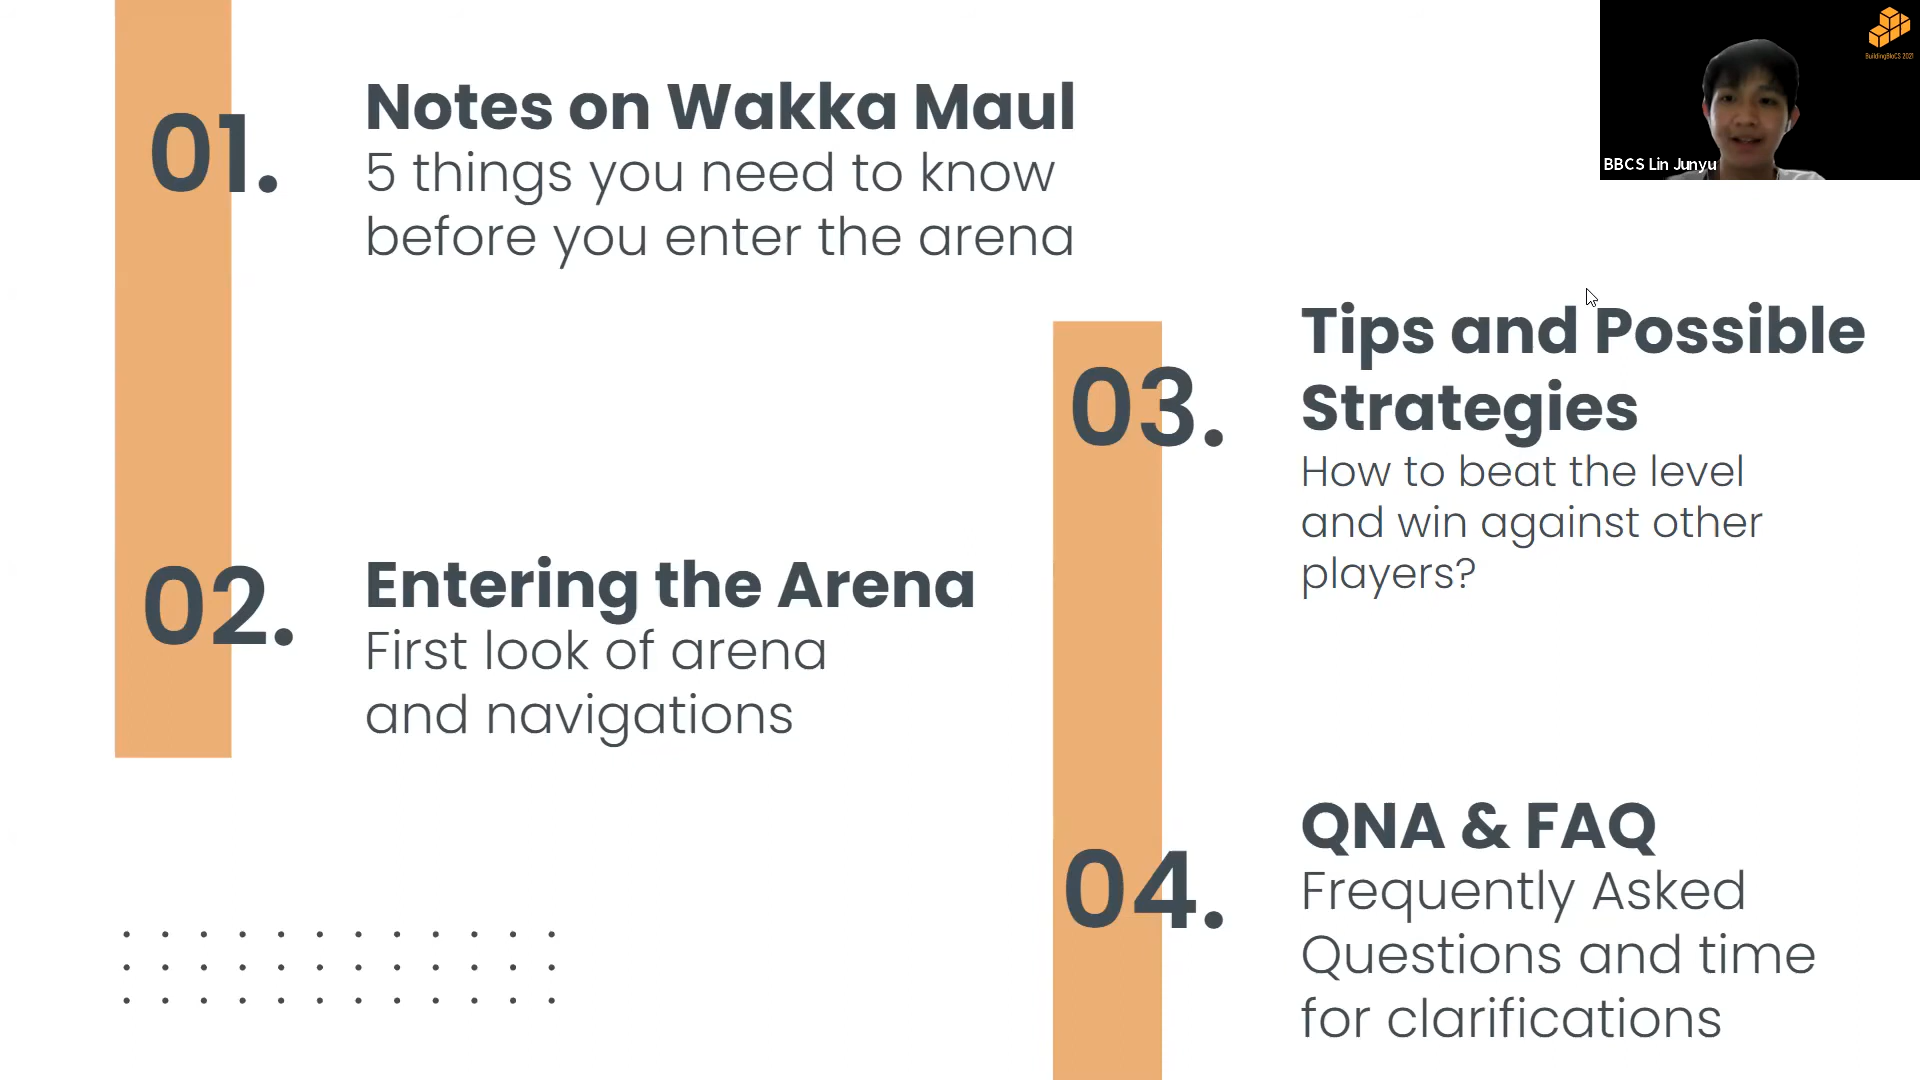 01.
Notes on Wakka Maul
5 things you need to know
before you enter the arena
02.
Entering the Arena
First look of arena
and navigations
03.
Tips and Possible
Strategies
How to beat the level
and win against other
players?
04.
QNA & FAQ
Frequently Asked
Questions and time
for clarifications
BBCS Lin Junyu
BuildingBloCS 2021